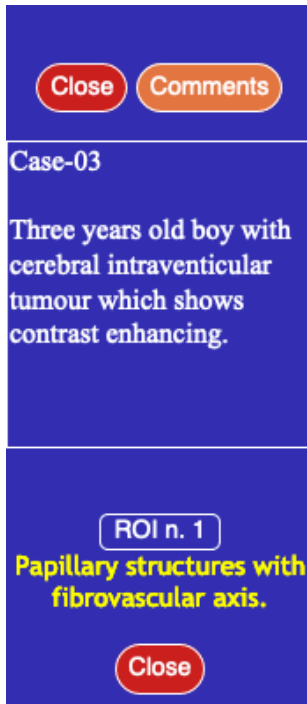 Close Comments
Case-03
Three years old boy with
cerebral intraventicular
tumour which shows
contrast enhancing.
ROI n. 1
Papillary structures with
fibrovascular axis.
Close